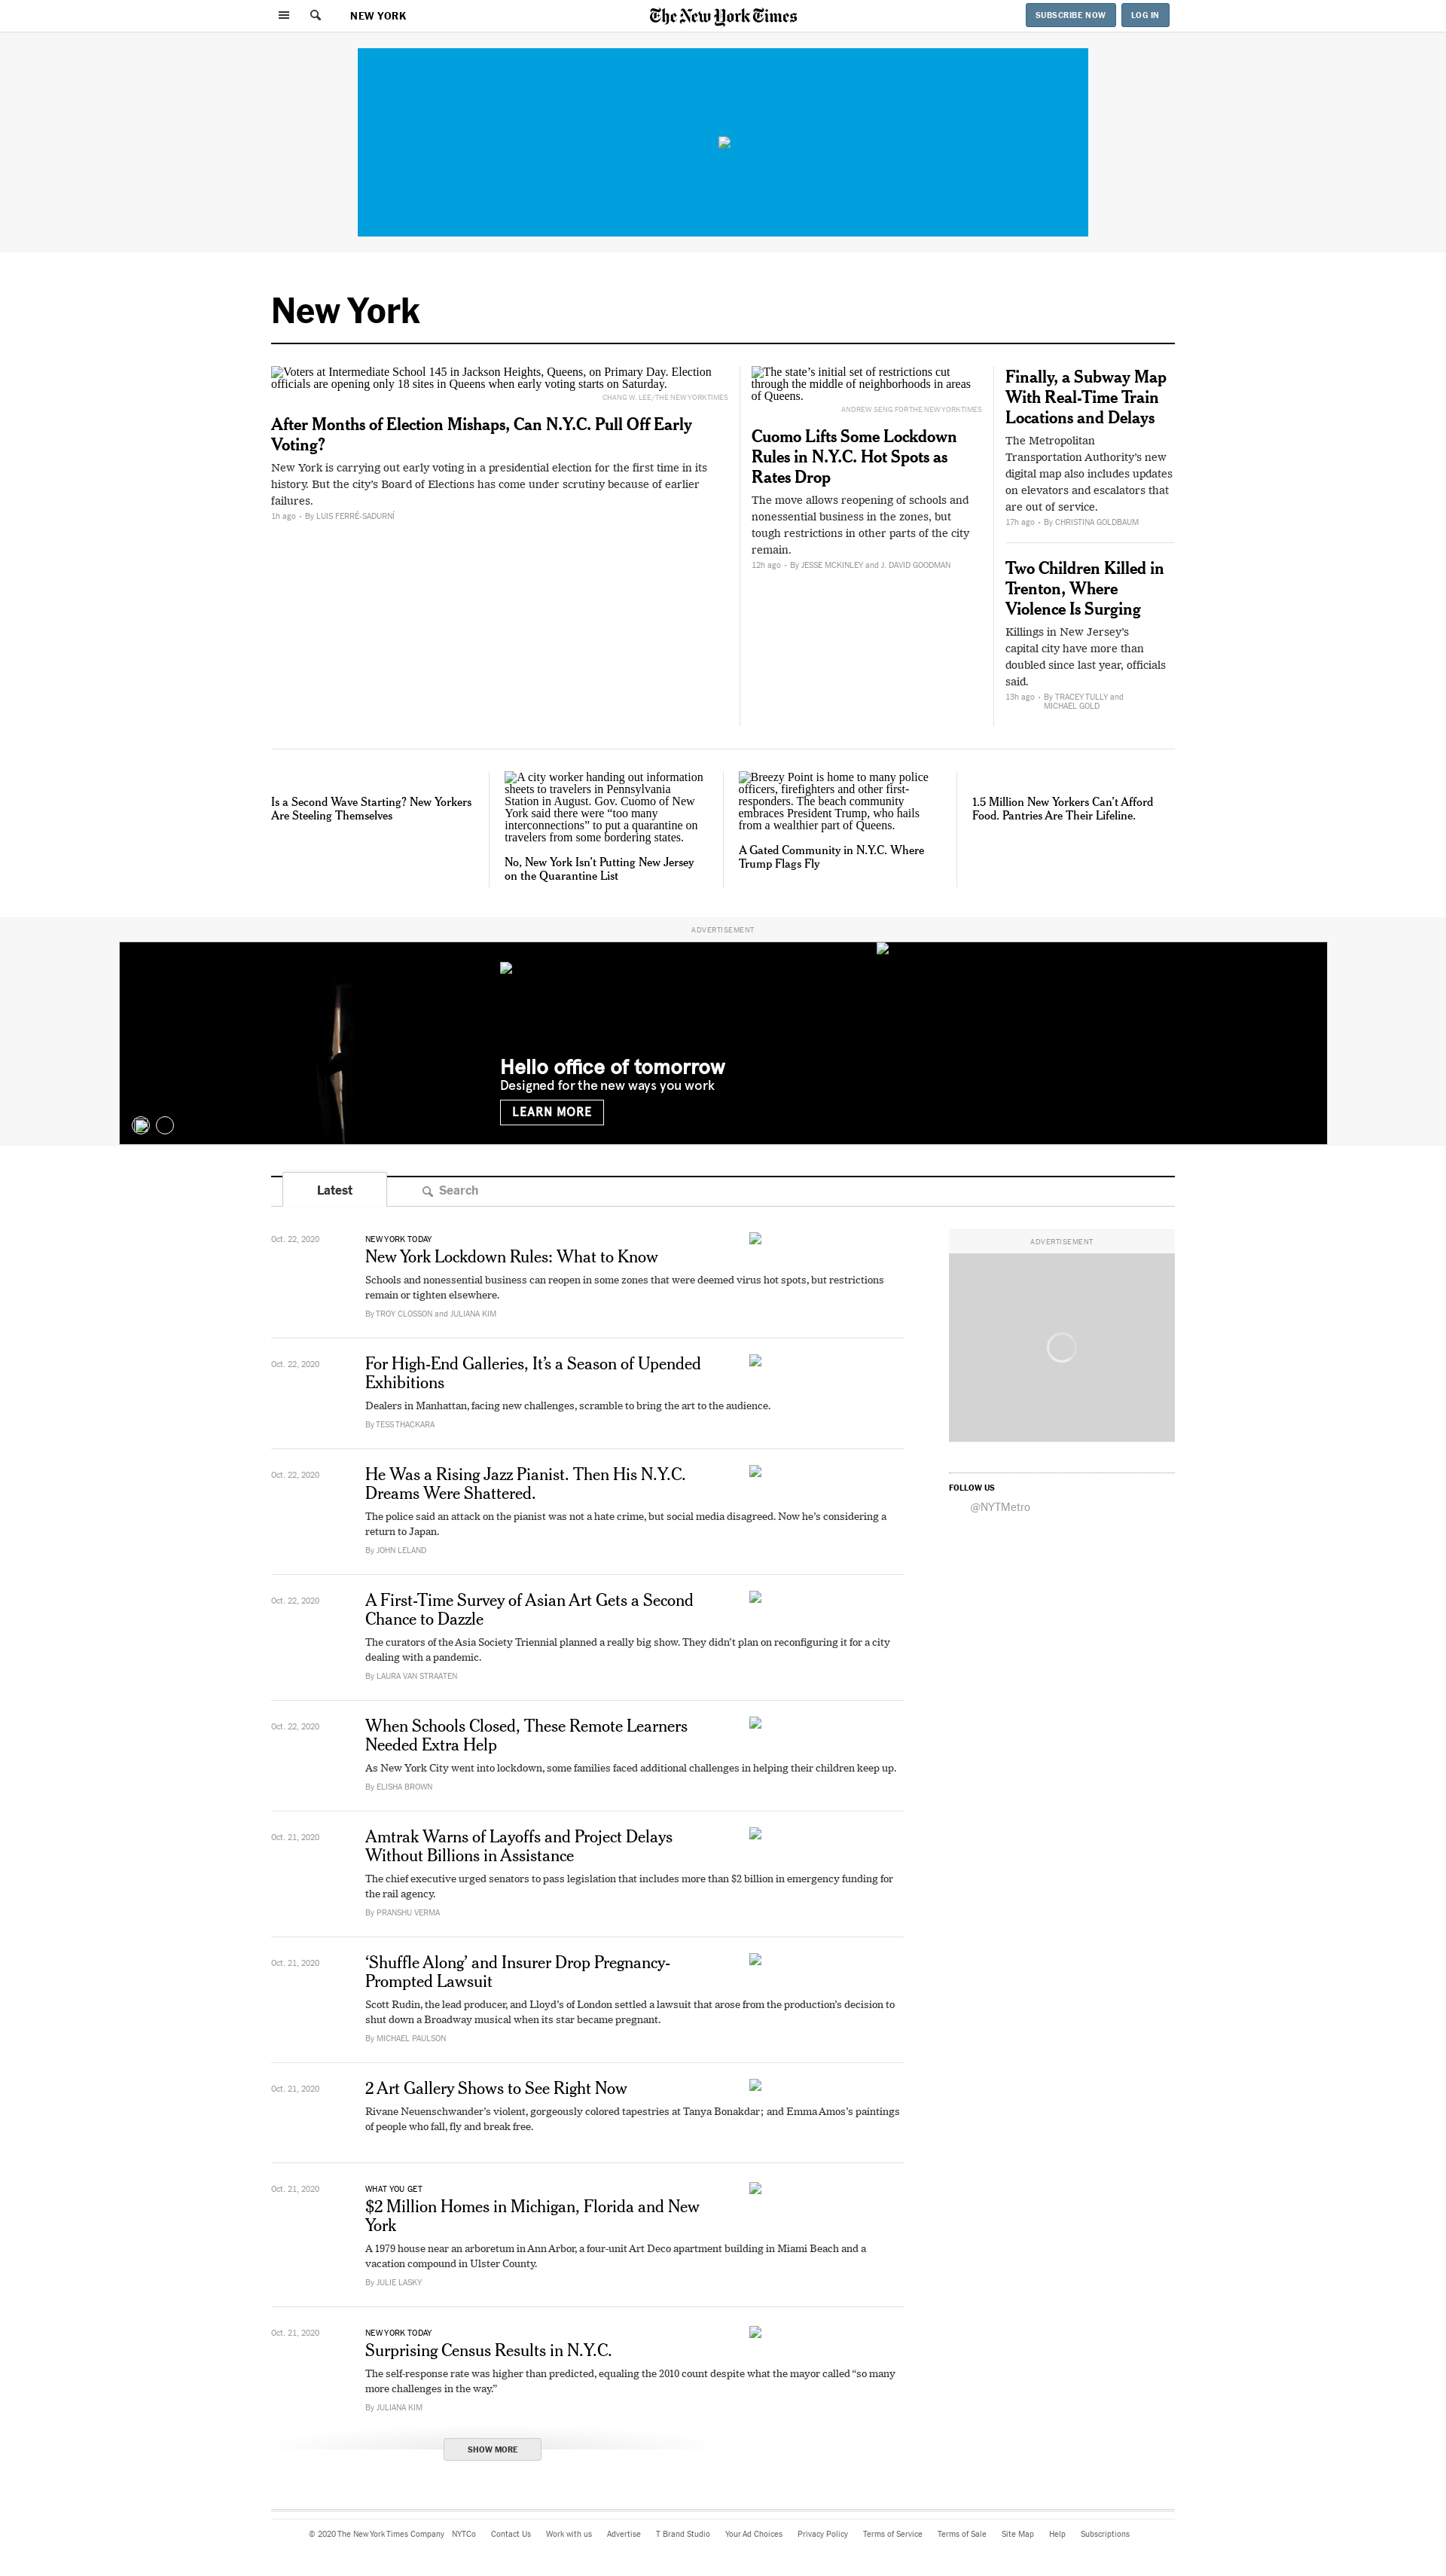 NEW YORK
The New York Times
SUBSCRIBE NOW
LOG IN
New York
Voters at Intermediate School 145 in Jackson Heights, Queens, on Primary Day. Election
officials are opening only 18 sites in Queens when early voting starts on Saturday.
CHANG W. LEE/THE NEW YORK TIMES
After Months of Election Mishaps, Can N.Y.C. Pull Off Early
Voting?
New York is carrying out early voting in a presidential election for the first time in its
history. But the city’s Board of Elections has come under scrutiny because of earlier
failures.
1h ago • By LUIS FERRÉ-SADURNÍ
The state’s initial set of restrictions cut
through the middle of neighborhoods in areas
of Queens.
ANDREW SENG FOR THE NEW YORK TIMES
Cuomo Lifts Some Lockdown
Rules in N.Y.C. Hot Spots as
Rates Drop
The move allows reopening of schools and
nonessential business in the zones, but
tough restrictions in other parts of the city
remain.
12h ago • By JESSE MCKINLEY and J. DAVID GOODMAN
Finally, a Subway Map
With Real-Time Train
Locations and Delays
The Metropolitan
Transportation Authority’s new
digital map also includes updates
on elevators and escalators that
are out of service.
17h ago • By CHRISTINA GOLDBAUM
Two Children Killed in
Trenton, Where
Violence Is Surging
Killings in New Jersey’s
capital city have more than
doubled since last year, officials
said.
13h ago • By TRACEY TULLY and
MICHAEL GOLD
Is a Second Wave Starting? New Yorkers
Are Steeling Themselves
A city worker handing out information
sheets to travelers in Pennsylvania
Station in August. Gov. Cuomo of New
York said there were “too many
interconnections” to put a quarantine on
travelers from some bordering states.
No, New York Isn’t Putting New Jersey
on the Quarantine List
Breezy Point is home to many police
officers, firefighters and other first-
responders. The beach community
embraces President Trump, who hails
from a wealthier part of Queens.
A Gated Community in N.Y.C. Where
Trump Flags Fly
1.5 Million New Yorkers Can’t Afford
Food. Pantries Are Their Lifeline.
ADVERTISEMENT
Hello office of tomorrow
Designed for the new ways you work
LEARN MORE
Latest
Search
Oct. 22, 2020
NEW YORK TODAY
New York Lockdown Rules: What to Know
Schools and nonessential business can reopen in some zones that were deemed virus hot spots, but restrictions
remain or tighten elsewhere.
By TROY CLOSSON and JULIANA KIM
ADVERTISEMENT
Oct. 22, 2020
For High-End Galleries, It’s a Season of Upended
Exhibitions
Dealers in Manhattan, facing new challenges, scramble to bring the art to the audience.
By TESS THACKARA
Oct. 22, 2020
He Was a Rising Jazz Pianist. Then His N.Y.C.
Dreams Were Shattered.
The police said an attack on the pianist was not a hate crime, but social media disagreed. Now he’s considering a
return to Japan.
By JOHN LELAND
FOLLOW US
@NYTMetro
Oct. 22, 2020
A First-Time Survey of Asian Art Gets a Second
Chance to Dazzle
The curators of the Asia Society Triennial planned a really big show. They didn’t plan on reconfiguring it for a city
dealing with a pandemic.
By LAURA VAN STRAATEN
Oct. 22, 2020
When Schools Closed, These Remote Learners
Needed Extra Help
As New York City went into lockdown, some families faced additional challenges in helping their children keep up.
By ELISHA BROWN
Oct. 21, 2020
Amtrak Warns of Layoffs and Project Delays
Without Billions in Assistance
The chief executive urged senators to pass legislation that includes more than $2 billion in emergency funding for
the rail agency.
By PRANSHU VERMA
Oct. 21, 2020
‘Shuffle Along’ and Insurer Drop Pregnancy-
Prompted Lawsuit
Scott Rudin, the lead producer, and Lloyd’s of London settled a lawsuit that arose from the production’s decision to
shut down a Broadway musical when its star became pregnant.
By MICHAEL PAULSON
Oct. 21, 2020
2 Art Gallery Shows to See Right Now
Rivane Neuenschwander’s violent, gorgeously colored tapestries at Tanya Bonakdar; and Emma Amos’s paintings
of people who fall, fly and break free.
Oct. 21, 2020
WHAT YOU GET
$2 Million Homes in Michigan, Florida and New
York
A 1979 house near an arboretum in Ann Arbor, a four-unit Art Deco apartment building in Miami Beach and a
vacation compound in Ulster County.
By JULIE LASKY
Oct. 21, 2020
NEW YORK TODAY
Surprising Census Results in N.Y.C.
The self-response rate was higher than predicted, equaling the 2010 count despite what the mayor called “so many
more challenges in the way.”
By JULIANA KIM
SHOW MORE
© 2020 The New York Times Company NYTCo Contact Us Work with us Advertise T Brand Studio Your Ad Choices Privacy Policy Terms of Service Terms of Sale Site Map Help Subscriptions